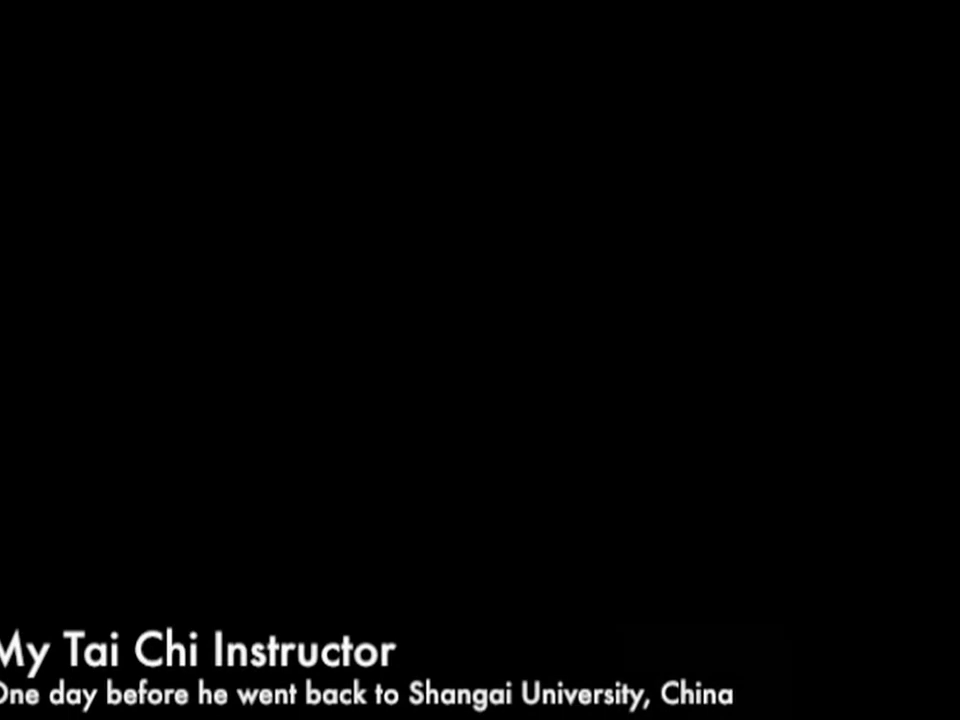 My Tai Chi Instructor
One day before he went back to Shangai University, China